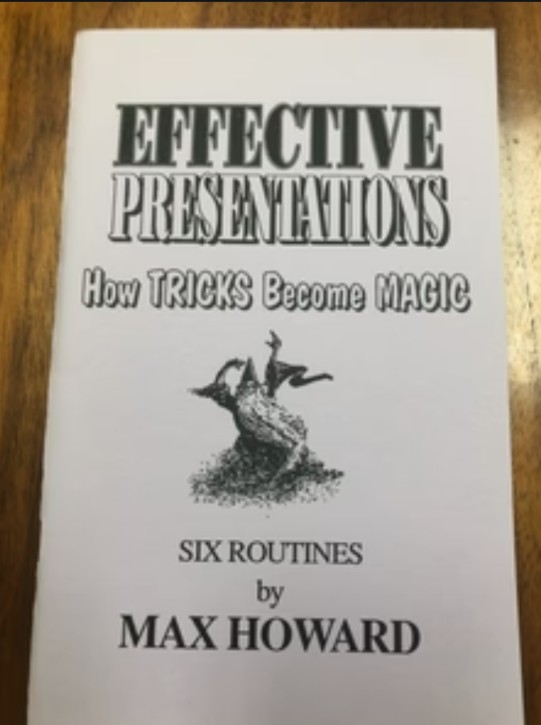 EFFECTIVE
PRESENTATIONS
How TRICKS Become MAGIC
SIX ROUTINES
by
MAX HOWARD